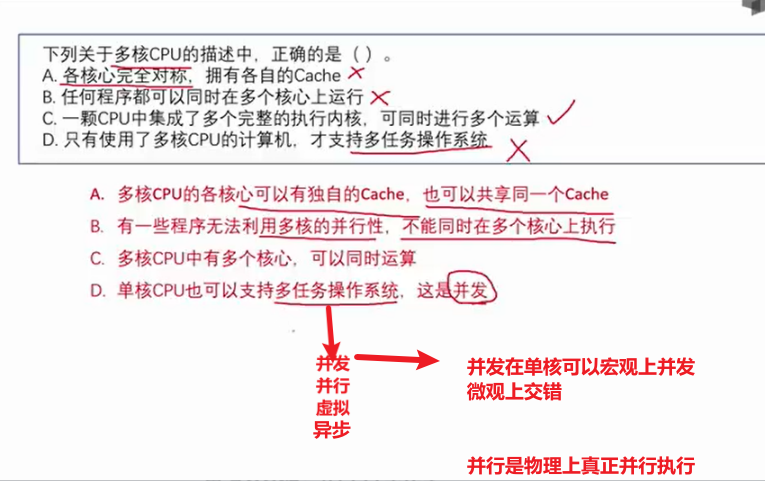 下列关于多核CPU的描述中，正确的是（ ）。
A. 各核心完全对称，拥有各自的Cache
B. 任何程序都可以同时在多个核心上运行
C. 一颗CPU中集成了多个完整的执行内核，可同时进行多个运算
D. 只有使用了多核CPU的计算机，才支持多任务操作系统
A. 多核CPU的各核心可以有独自的Cache，也可以共享同一个Cache
B. 有一些程序无法利用多核的并行性，不能同时在多个核心上执行
C. 多核CPU中有多个核心，可以同时运算
D. 单核CPU也可以支持多任务操作系统，这是并发
并发
并行
虚拟
异步
并发在单核可以宏观上并发
微观上交错
并行是物理上真正并行执行